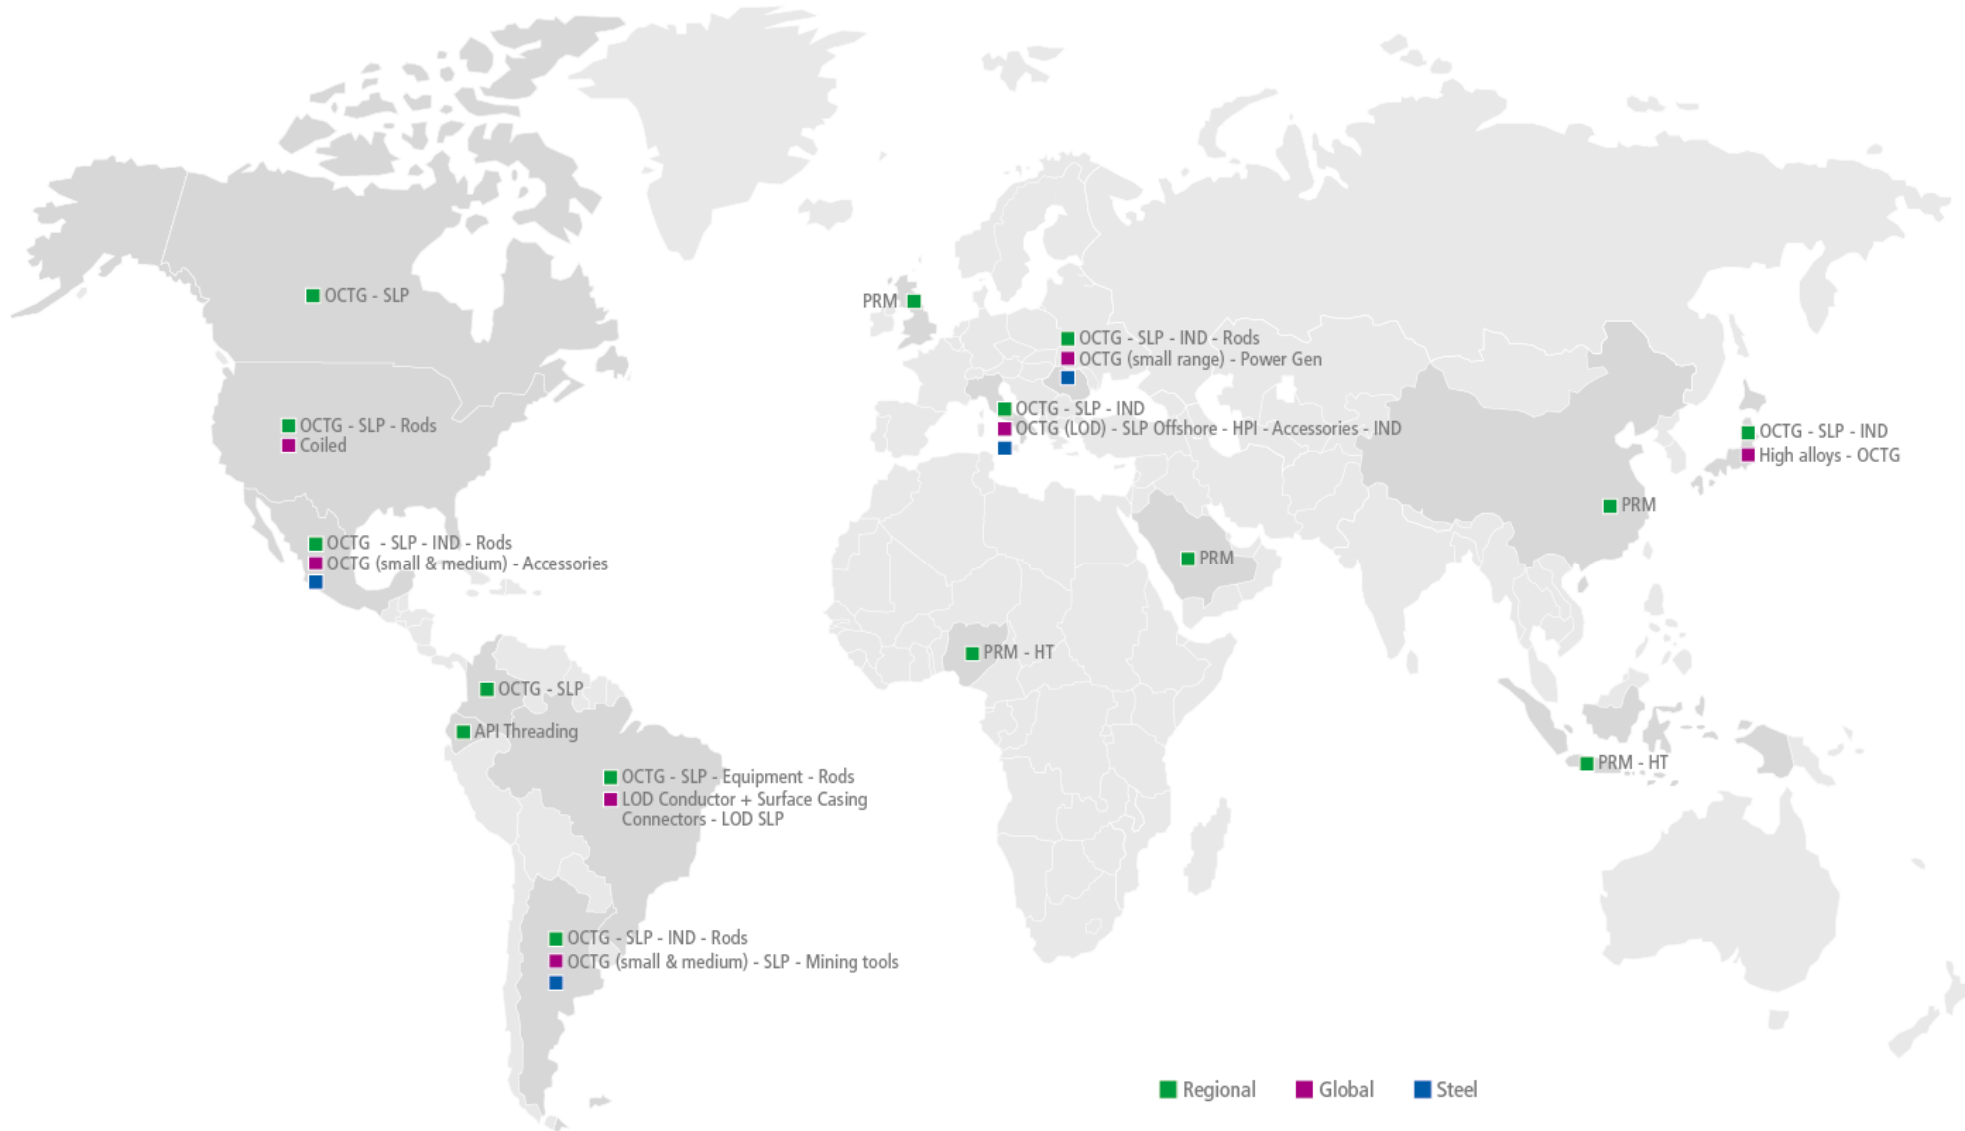 OCTG - SLP
PRM
OCTG - SLP - IND - Rods
OCTG (small range) - Power Gen
OCTG - SLP - IND
OCTG (LOD) - SLP Offshore - HPI - Accessories - IND
OCTG - SLP - Rods
Coiled
OCTG - SLP - IND
High alloys - OCTG
PRM
OCTG - SLP - IND - Rods
OCTG (small & medium) - Accessories
PRM
PRM - HT
OCTG - SLP
API Threading
PRM - HT
OCTG - SLP - Equipment - Rods
LOD Conductor + Surface Casing
Connectors - LOD SLP
OCTG - SLP - IND - Rods
OCTG (small & medium) - SLP - Mining tools
Regional
Global
Steel